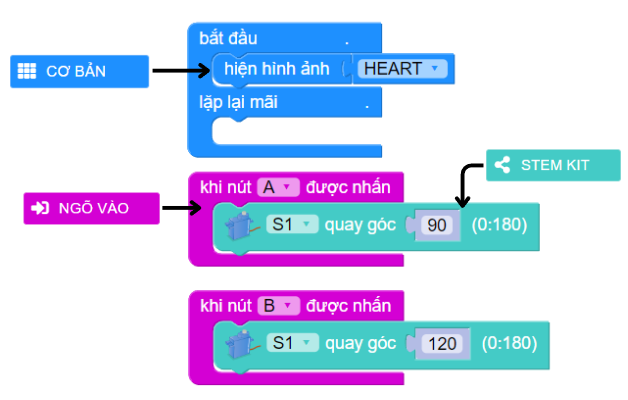 bắt đầu .
CƠ BẢN
hiện hình ảnh HEART
lặp lại mãi .
STEM KIT
khi nút A được nhấn
NGÕ VÀO
S1 quay góc 90 (0:180)
khi nút B được nhấn
S1 quay góc 120 (0:180)